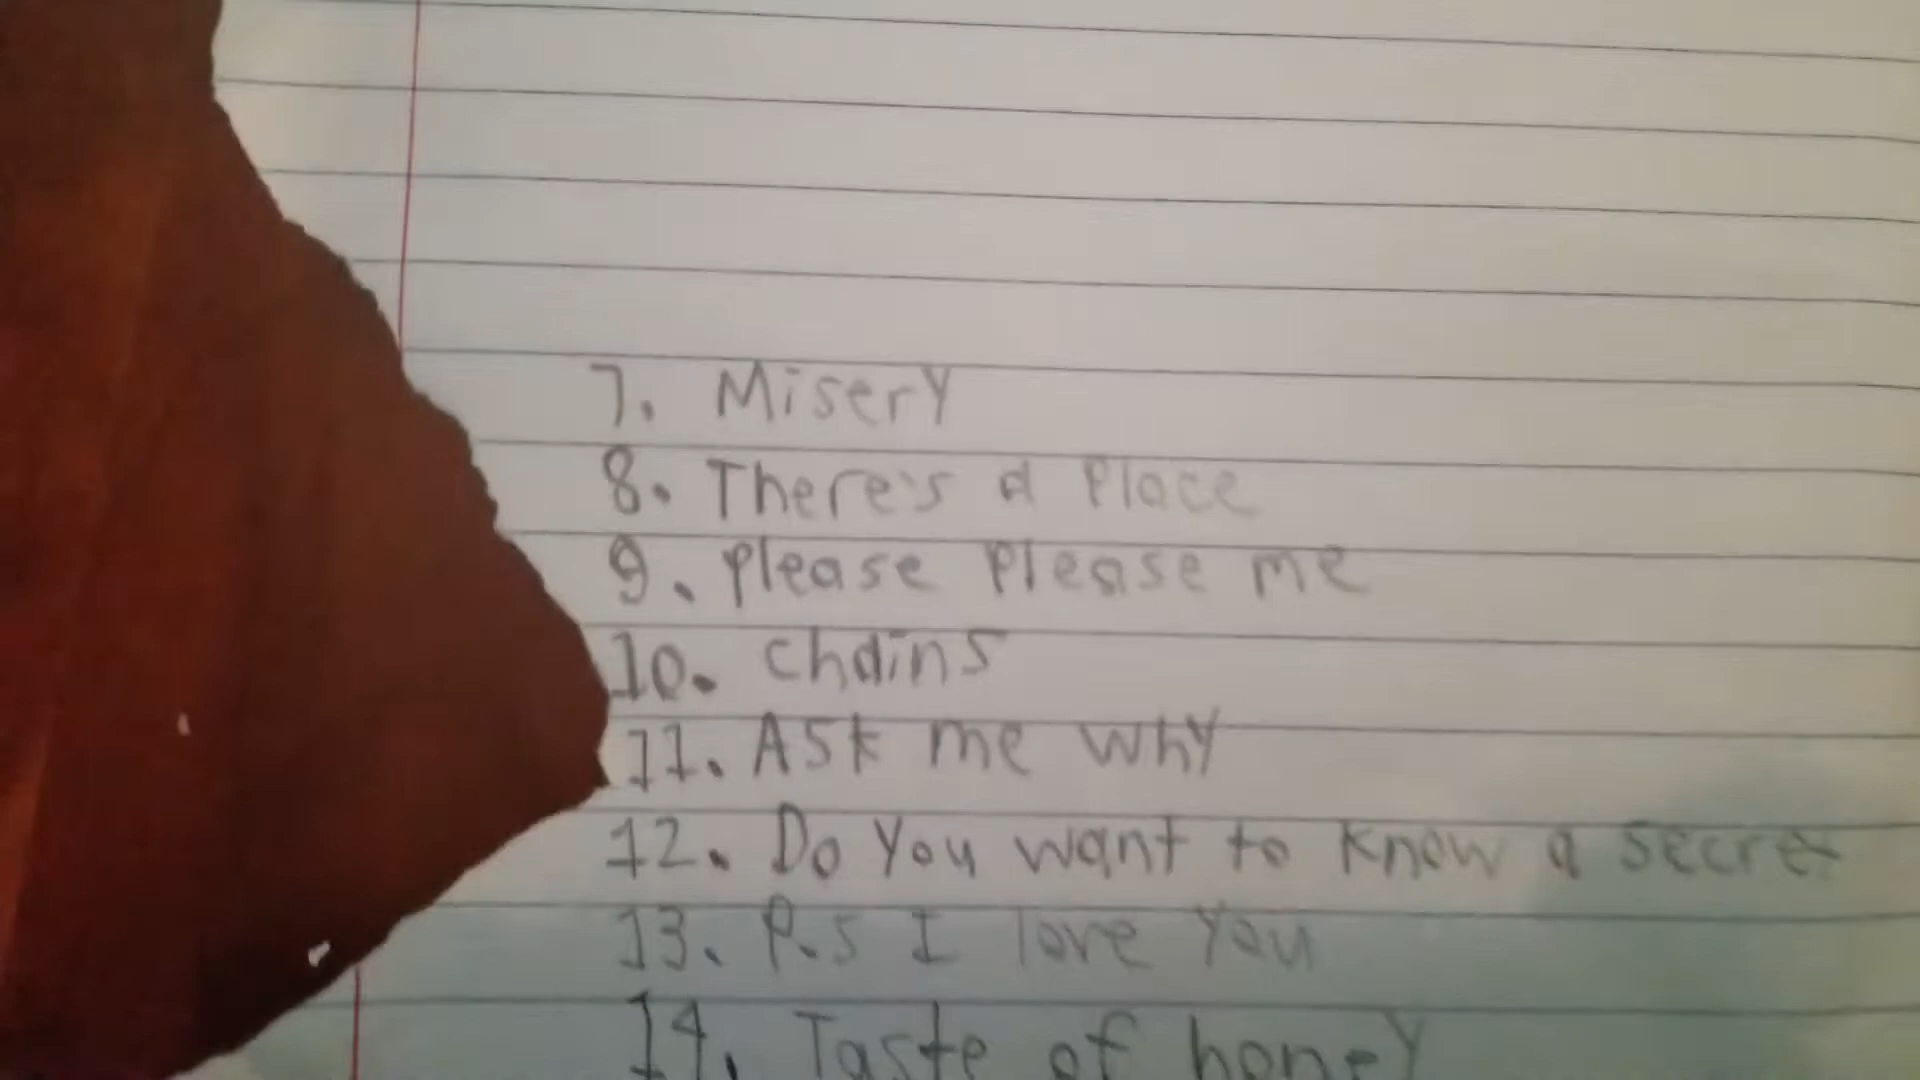 7. Misery
8. There's a Place
9. Please Please me
10. chains
11. Ask me why
12. Do You want to know a secret
13. P.s I love You
14. Taste of honey